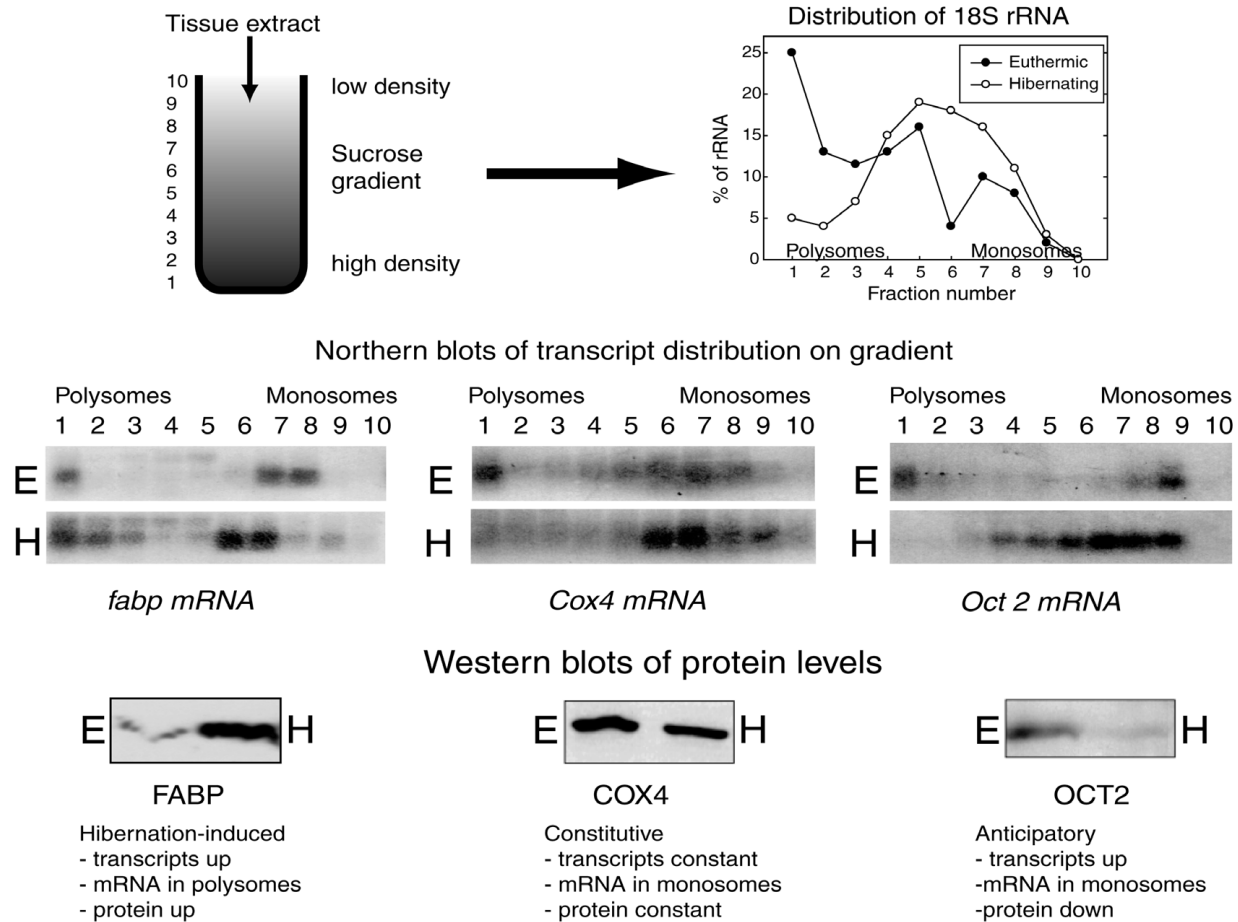 Tissue extract
10
9
8
7
6
5
4
3
2
1
low density
Sucrose
gradient
high density
Distribution of 18S rRNA
25
20
15
10
5
0
% of rRNA
Euthermic
Hibernating
Polysomes Monosomes
1 2 3 4 5 6 7 8 9 10
Fraction number
Northern blots of transcript distribution on gradient
Polysomes Monosomes
1 2 3 4 5 6 7 8 9 10
E
H
fabp mRNA
Polysomes Monosomes
1 2 3 4 5 6 7 8 9 10
E
H
Cox4 mRNA
Polysomes Monosomes
1 2 3 4 5 6 7 8 9 10
E
H
Oct 2 mRNA
Western blots of protein levels
E H
FABP
Hibernation-induced
- transcripts up
- mRNA in polysomes
- protein up
E H
COX4
Constitutive
- transcripts constant
- mRNA in monosomes
- protein constant
E H
OCT2
Anticipatory
- transcripts up
-mRNA in monosomes
-protein down